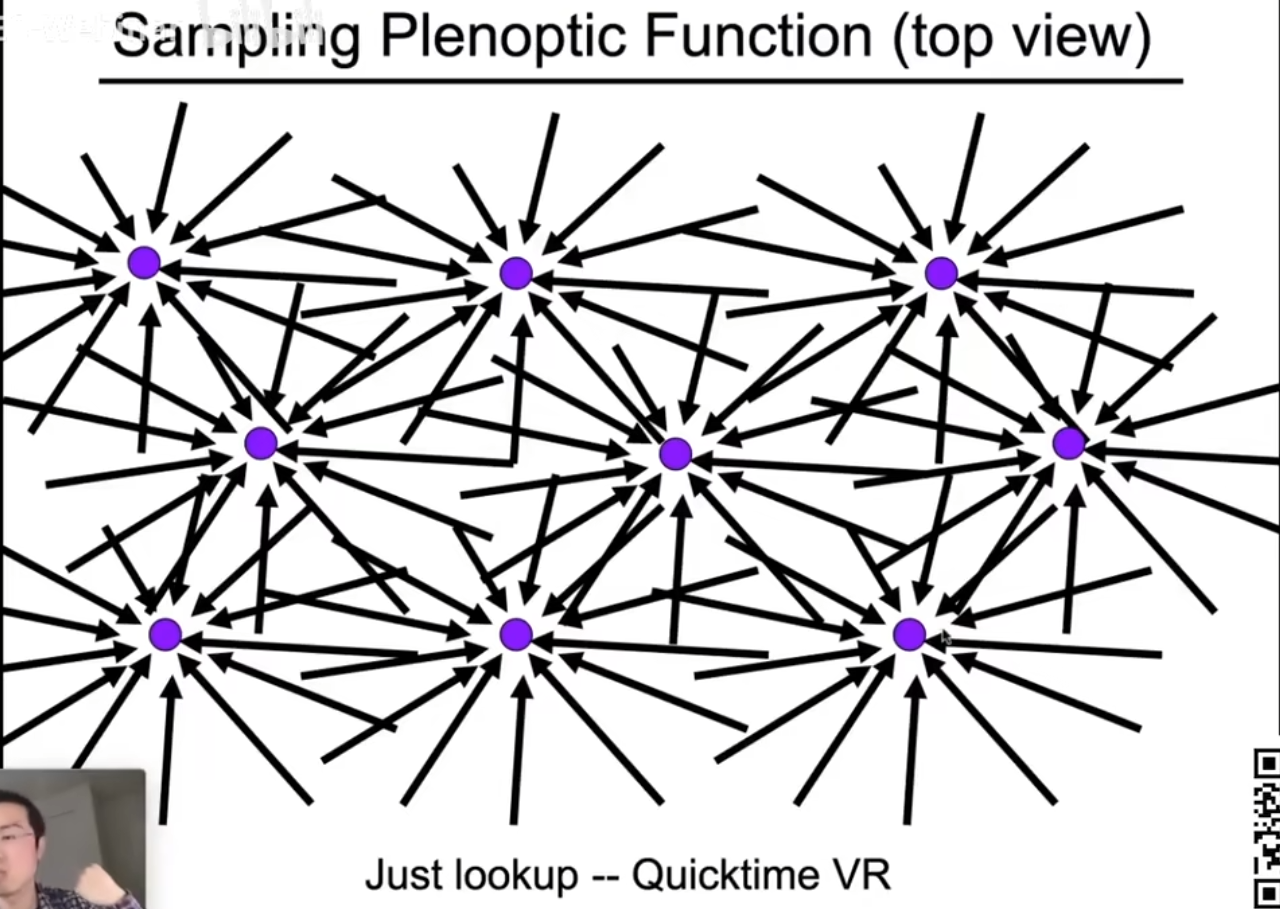 Sampling Plenoptic Function (top view)
Just lookup -- Quicktime VR